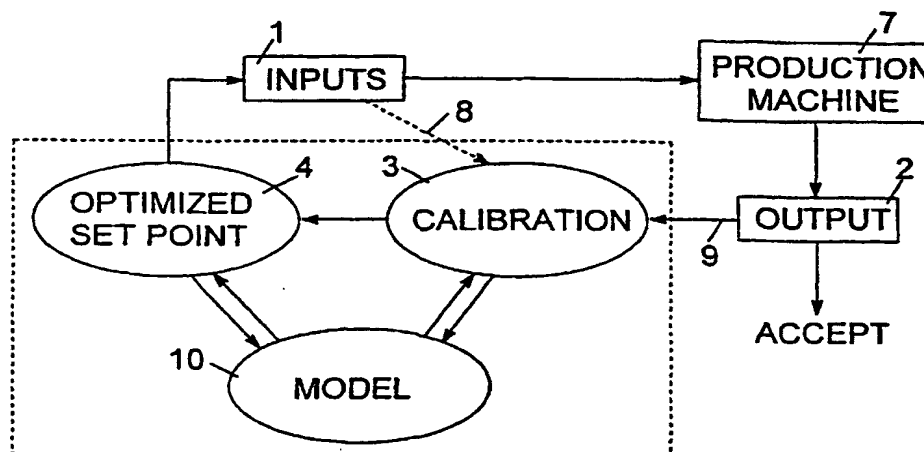 1
INPUTS
7
PRODUCTION
MACHINE
8
4
OPTIMIZED
SET POINT
3
CALIBRATION
2
OUTPUT
9
ACCEPT
10
MODEL